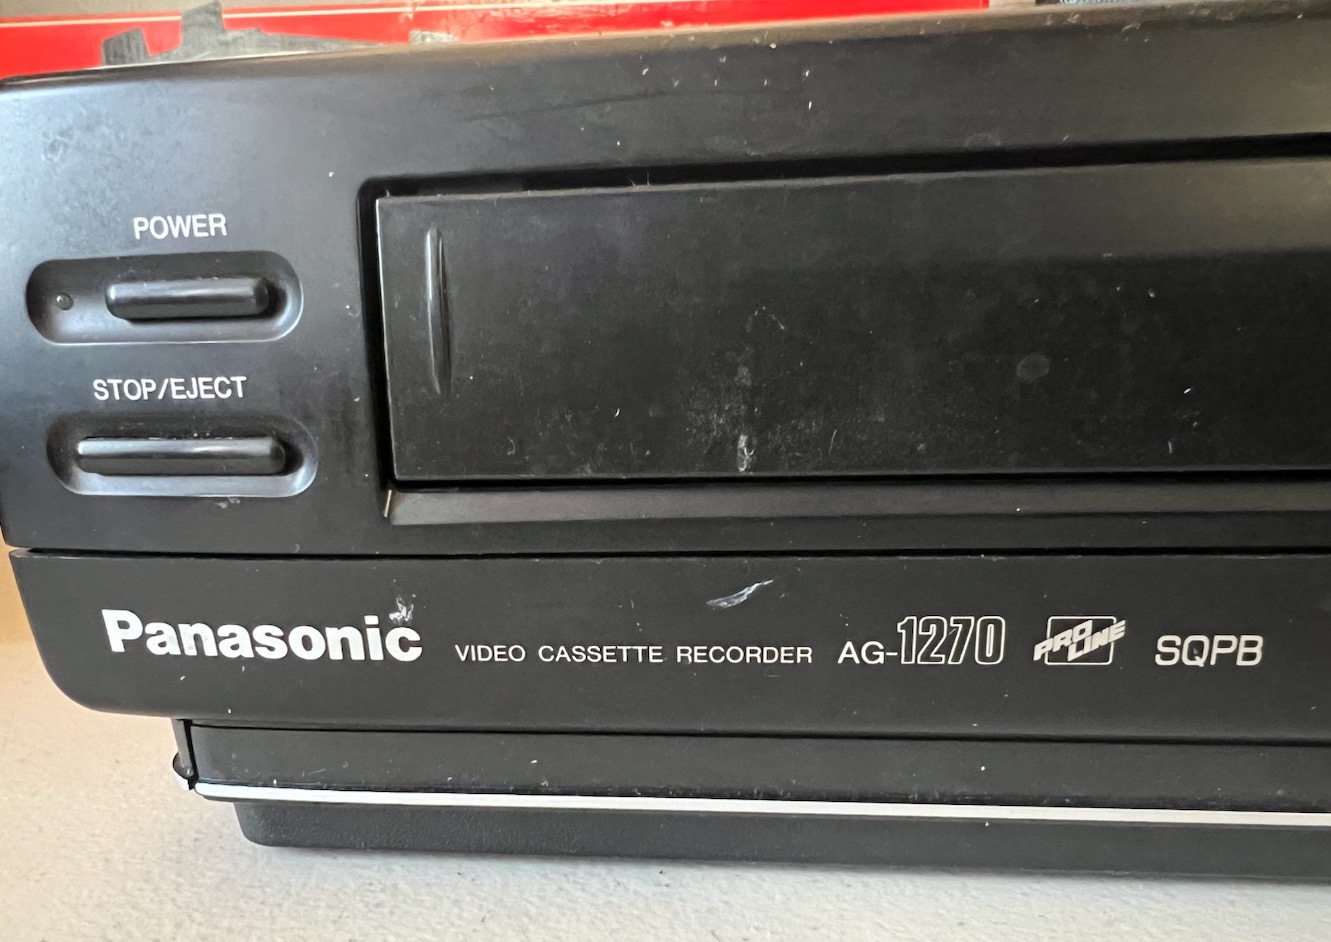 POWER
STOP/EJECT
Panasonic VIDEO CASSETTE RECORDER AG-1270 PRO LINE SQPB